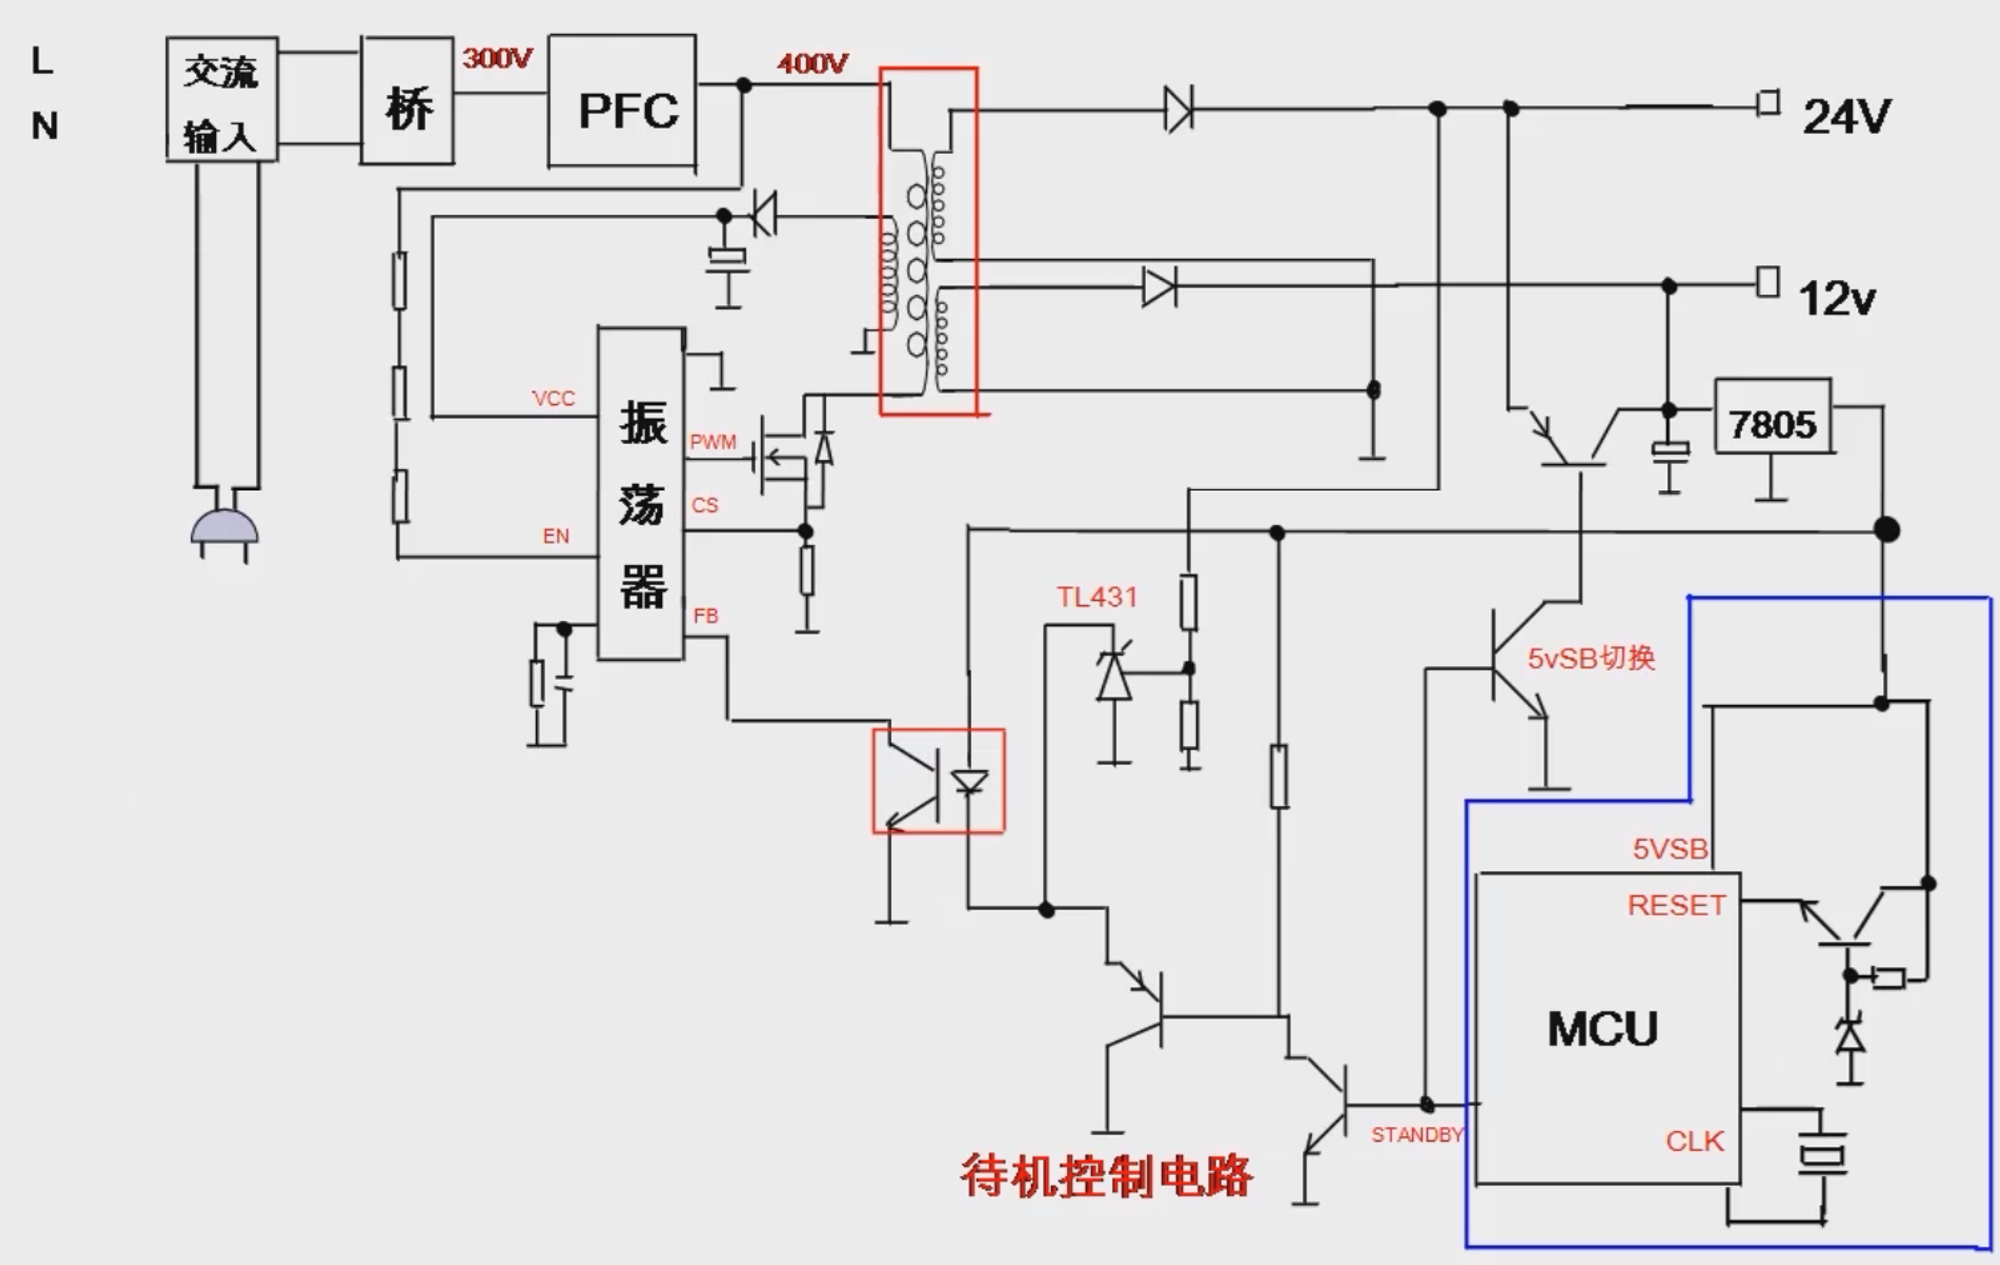 L
N
交流
输入
桥
300V
PFC
400V
24V
12v
7805
振
荡
器
VCC
PWM
CS
EN
FB
TL431
5vSB切换
5VSB
RESET
MCU
CLK
STANDBY
待机控制电路